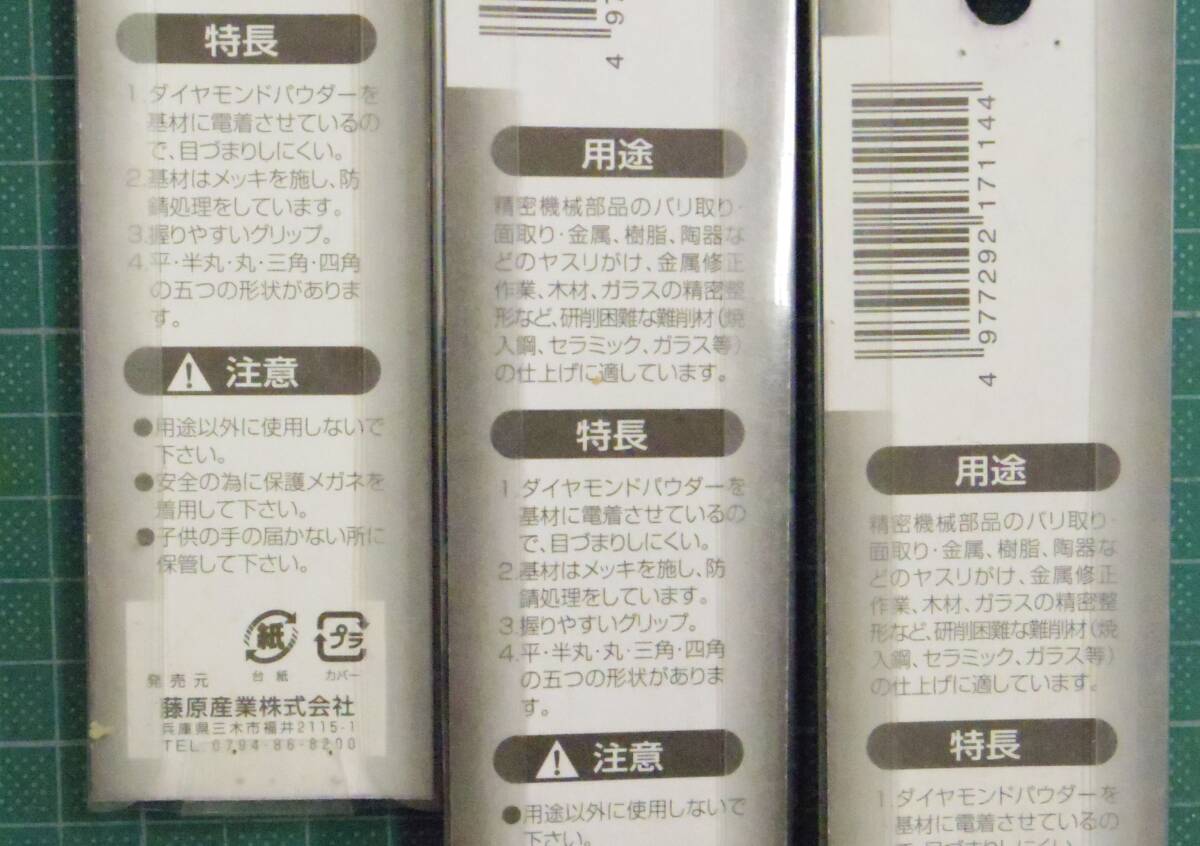 特長
1.ダイヤモンドパウダーを
基材に電着させているの
で、目づまりしにくい。
2.基材はメッキを施し、防
錆処理をしています。
3.握りやすいグリップ。
4.平・半丸・丸・三角・四角
の五つの形状がありま
す。
注意
●用途以外に使用しないで
下さい。
●安全の為に保護メガネを
着用して下さい。
●子供の手の届かない所に
保管して下さい。
紙
台紙
プラ
カバー
発売元
藤原産業株式会社
兵庫県三木市福井2115-1
TEL.0794-86-8200
4 97
用途
精密機械部品のバリ取り・
面取り・金属、樹脂、陶器な
どのヤスリがけ、金属修正
作業、木材、ガラスの精密整
形など、研削困難な難削材(焼
入鋼、セラミック、ガラス等)
の仕上げに適しています。
特長
1.ダイヤモンドパウダーを
基材に電着させているの
で、目づまりしにくい。
2.基材はメッキを施し、防
錆処理をしています。
3.握りやすいグリップ。
4.平・半丸・丸・三角・四角
の五つの形状がありま
す。
注意
●用途以外に使用しないで
下さい。
4 977292 171144
用途
精密機械部品のバリ取り・
面取り・金属、樹脂、陶器な
どのヤスリがけ、金属修正
作業、木材、ガラスの精密整
形など、研削困難な難削材(焼
入鋼、セラミック、ガラス等)
の仕上げに適しています。
特長
1.ダイヤモンドパウダーを
基材に電着させているの
で、目づまりしにくい。